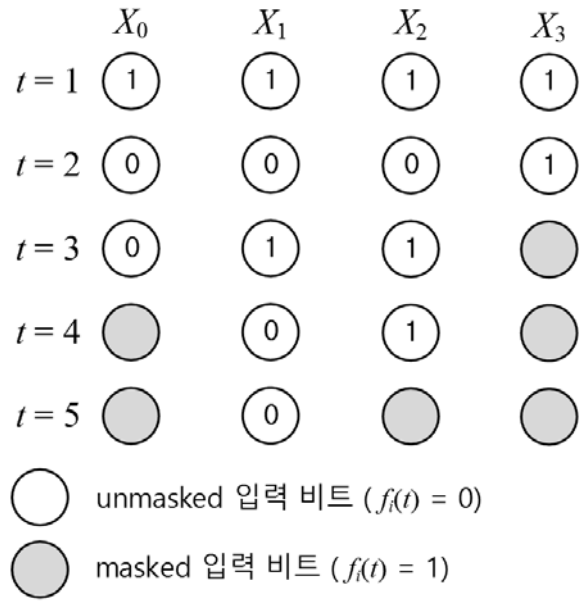 X0 X1 X2 X3
t = 1 1 1 1 1
t = 2 0 0 0 1
t = 3 0 1 1
t = 4 0 1
t = 5 0
unmasked 입력 비트 ( fi(t) = 0)
masked 입력 비트 ( fi(t) = 1)